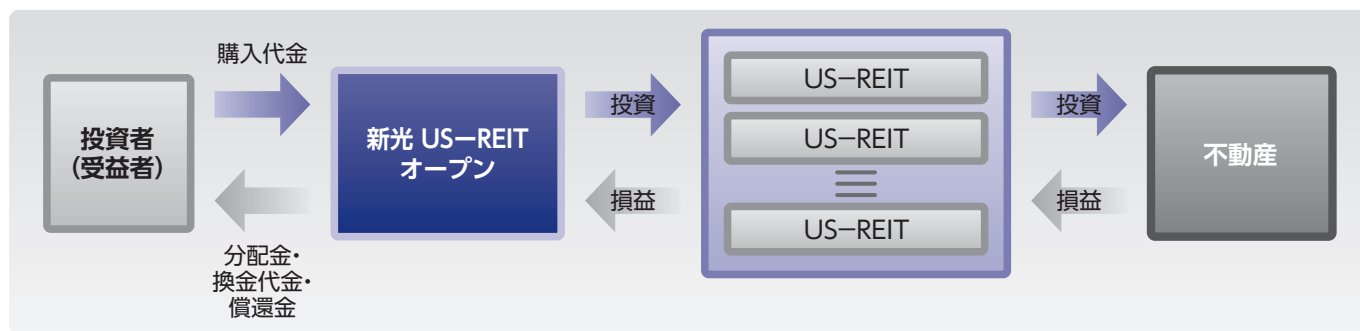 購入代金
投資者
(受益者)
分配金・
換金代金・
償還金
新光 US－REIT
オープン
投資
損益
US－REIT
US－REIT
US－REIT
投資
損益
不動産